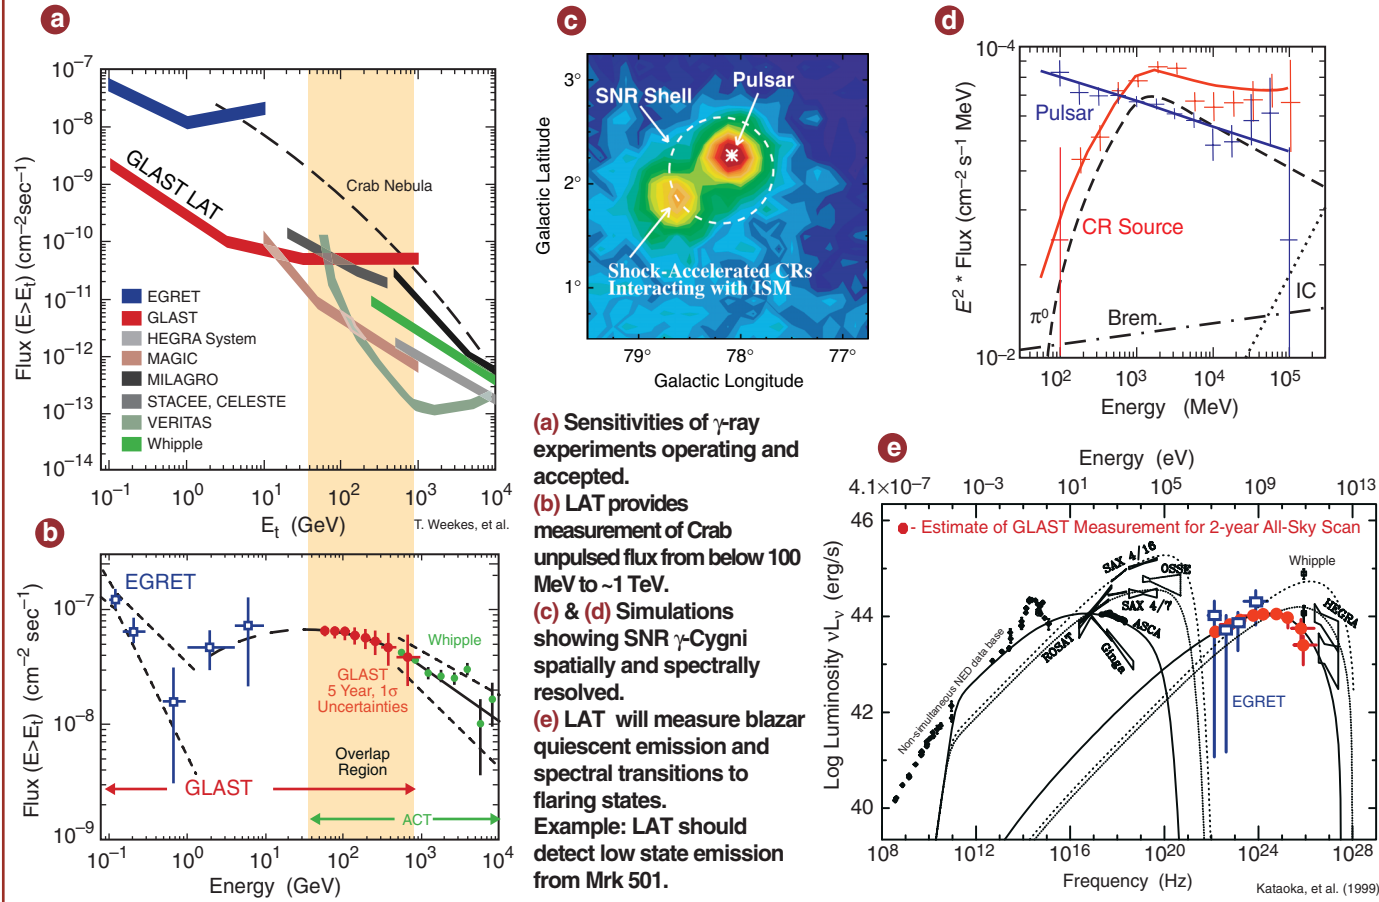 a
10–7
10–8
10–9
10–10
10–11
10–12
10–13
10–14
Flux (E>Et) (cm–2sec–1)
GLAST LAT
Crab Nebula
EGRET
GLAST
HEGRA System
MAGIC
MILAGRO
STACEE, CELESTE
VERITAS
Whipple
10–1 100 101 102 103 104
Et (GeV)
T. Weekes, et al.
b
10–7
10–8
10–9
Flux (E>Et) (cm–2 sec–1)
EGRET
Whipple
GLAST
5 Year, 1σ
Uncertainties
Overlap
Region
GLAST
ACT
10–1 100 101 102 103 104
Energy (GeV)
c
3°
2°
1°
Galactic Latitude
SNR Shell
Pulsar
Shock-Accelerated CRs
Interacting with ISM
79° 78° 77°
Galactic Longitude
d
10–4
10–2
E2 * Flux (cm–2 s–1 MeV)
Pulsar
CR Source
π0
Brem.
IC
102 103 104 105
Energy (MeV)
(a) Sensitivities of γ-ray
experiments operating and
accepted.
(b) LAT provides
measurement of Crab
unpulsed flux from below 100
MeV to ~1 TeV.
(c) & (d) Simulations
showing SNR γ-Cygni
spatially and spectrally
resolved.
(e) LAT will measure blazar
quiescent emission and
spectral transitions to
flaring states.
Example: LAT should
detect low state emission
from Mrk 501.
e
Energy (eV)
4.1×10–7 10–3 101 105 109 1013
46
44
42
40
Log Luminosity νLν (erg/s)
- Estimate of GLAST Measurement for 2-year All-Sky Scan
Non-simultaneous NED data base
ROSAT
SAX 4/16
OSSE
SAX 4/7
ASCA
Ginga
Whipple
HEGRA
EGRET
108 1012 1016 1020 1024 1028
Frequency (Hz)
Kataoka, et al. (1999)